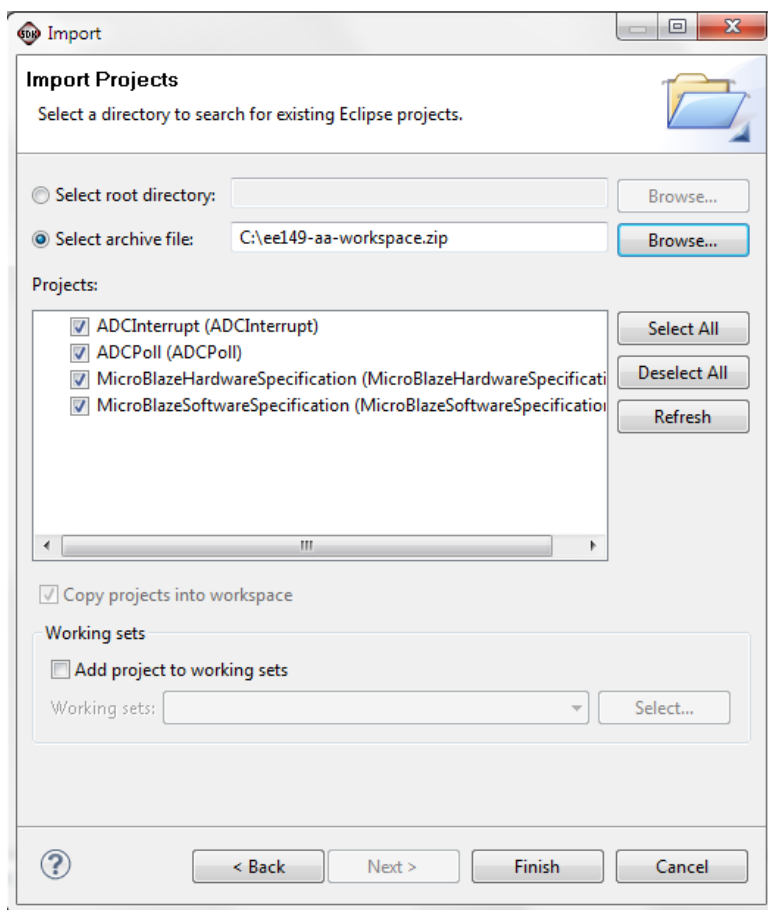 SDK Import
Import Projects
Select a directory to search for existing Eclipse projects.
Select root directory: Browse...
Select archive file: C:\ee149-aa-workspace.zip Browse...
Projects:
ADCInterrupt (ADCInterrupt) Select All
ADCPoll (ADCPoll)
MicroBlazeHardwareSpecification (MicroBlazeHardwareSpecificati Deselect All
MicroBlazeSoftwareSpecification (MicroBlazeSoftwareSpecification Refresh
Copy projects into workspace
Working sets
Add project to working sets
Working sets: Select...
? < Back Next > Finish Cancel